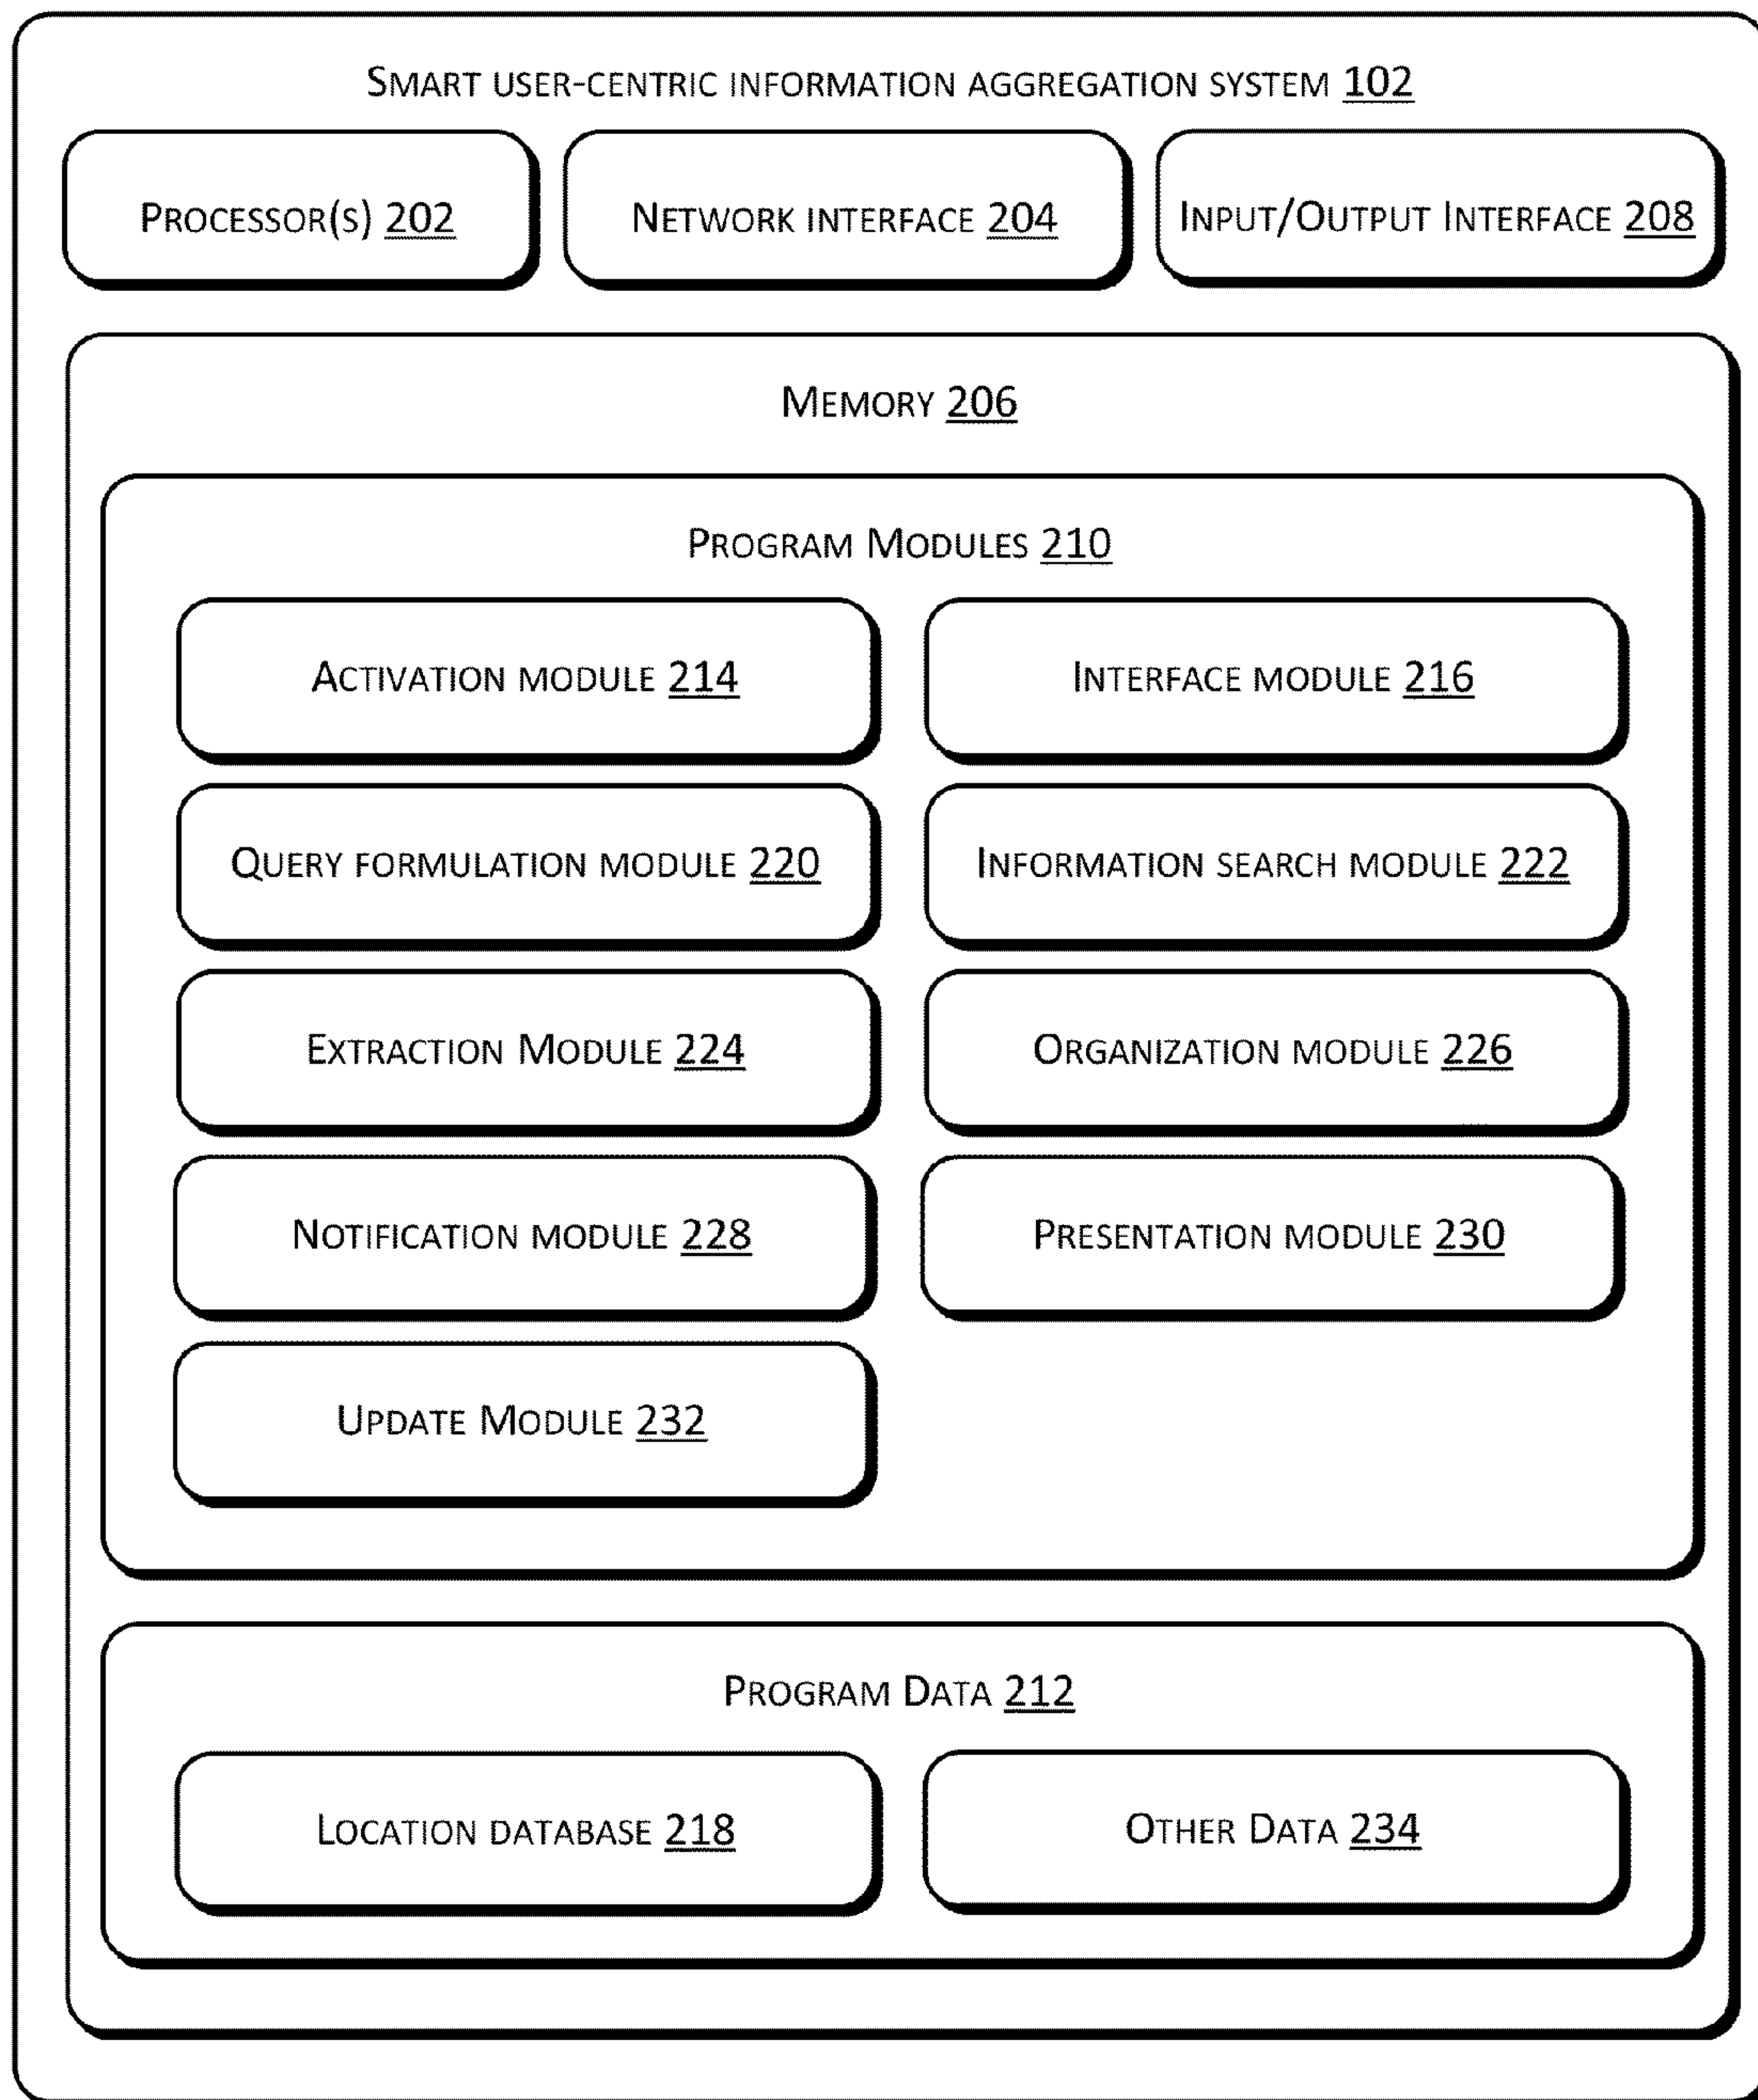 Smart user-centric information aggregation system 102
Processor(s) 202
Network interface 204
Input/Output Interface 208
Memory 206
Program Modules 210
Activation module 214
Interface module 216
Query formulation module 220
Information search module 222
Extraction Module 224
Organization module 226
Notification module 228
Presentation module 230
Update Module 232
Program Data 212
Location database 218
Other Data 234